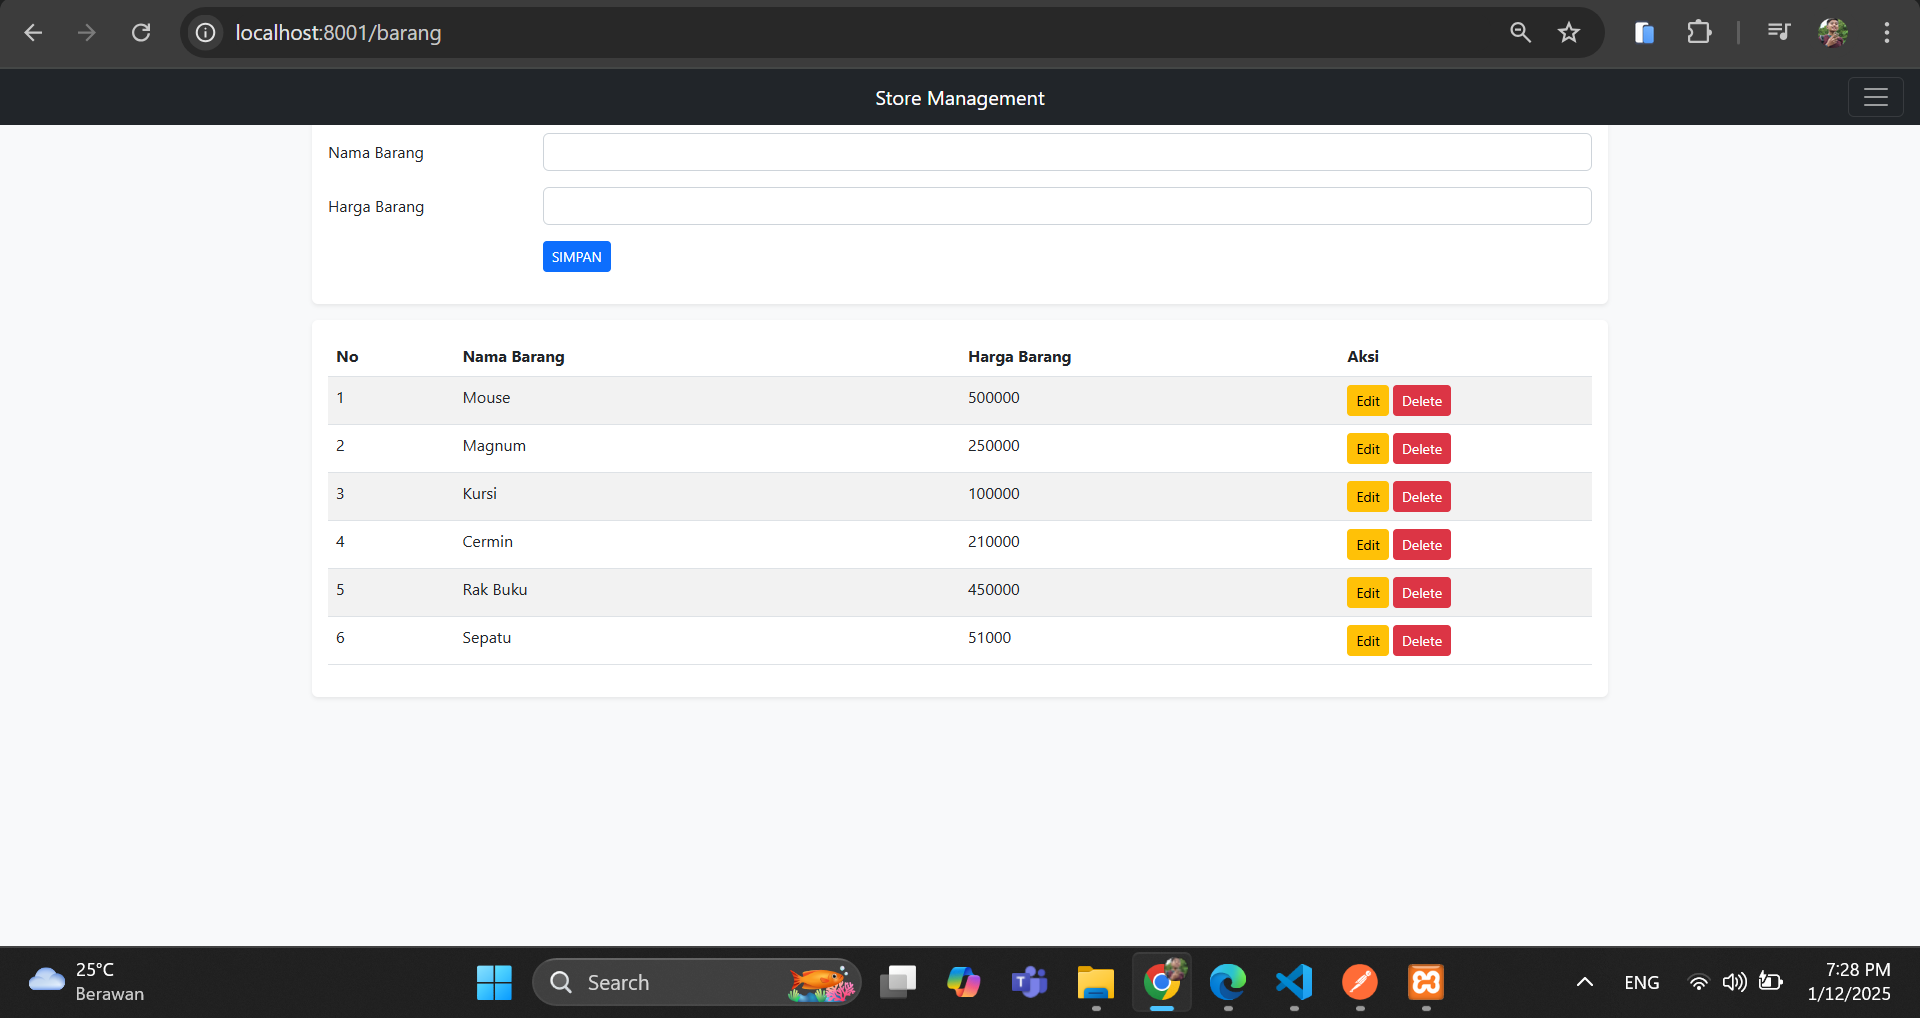 localhost:8001/barang
Store Management
Nama Barang
Harga Barang
SIMPAN
No Nama Barang Harga Barang Aksi
1 Mouse 500000 Edit Delete
2 Magnum 250000 Edit Delete
3 Kursi 100000 Edit Delete
4 Cermin 210000 Edit Delete
5 Rak Buku 450000 Edit Delete
6 Sepatu 51000 Edit Delete
25°C
Berawan
Search
ENG
7:28 PM
1/12/2025